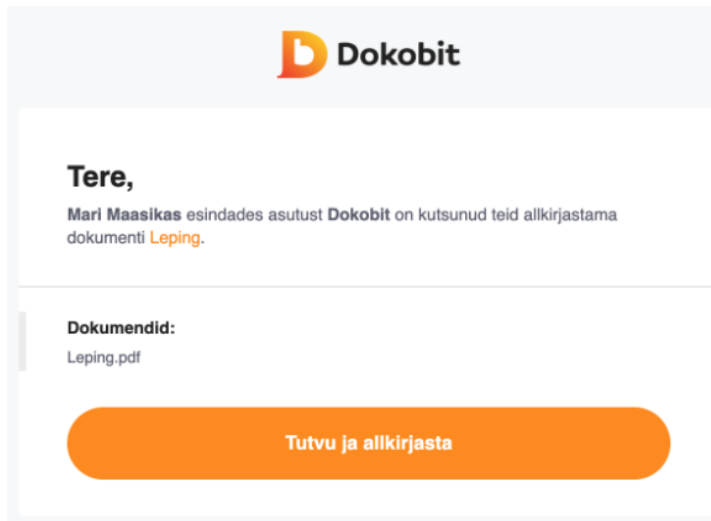 Dokobit
Tere,
Mari Maasikas esindades asutust Dokobit on kutsunud teid allkirjastama
dokumenti Leping.
Dokumendid:
Leping.pdf
Tutvu ja allkirjasta